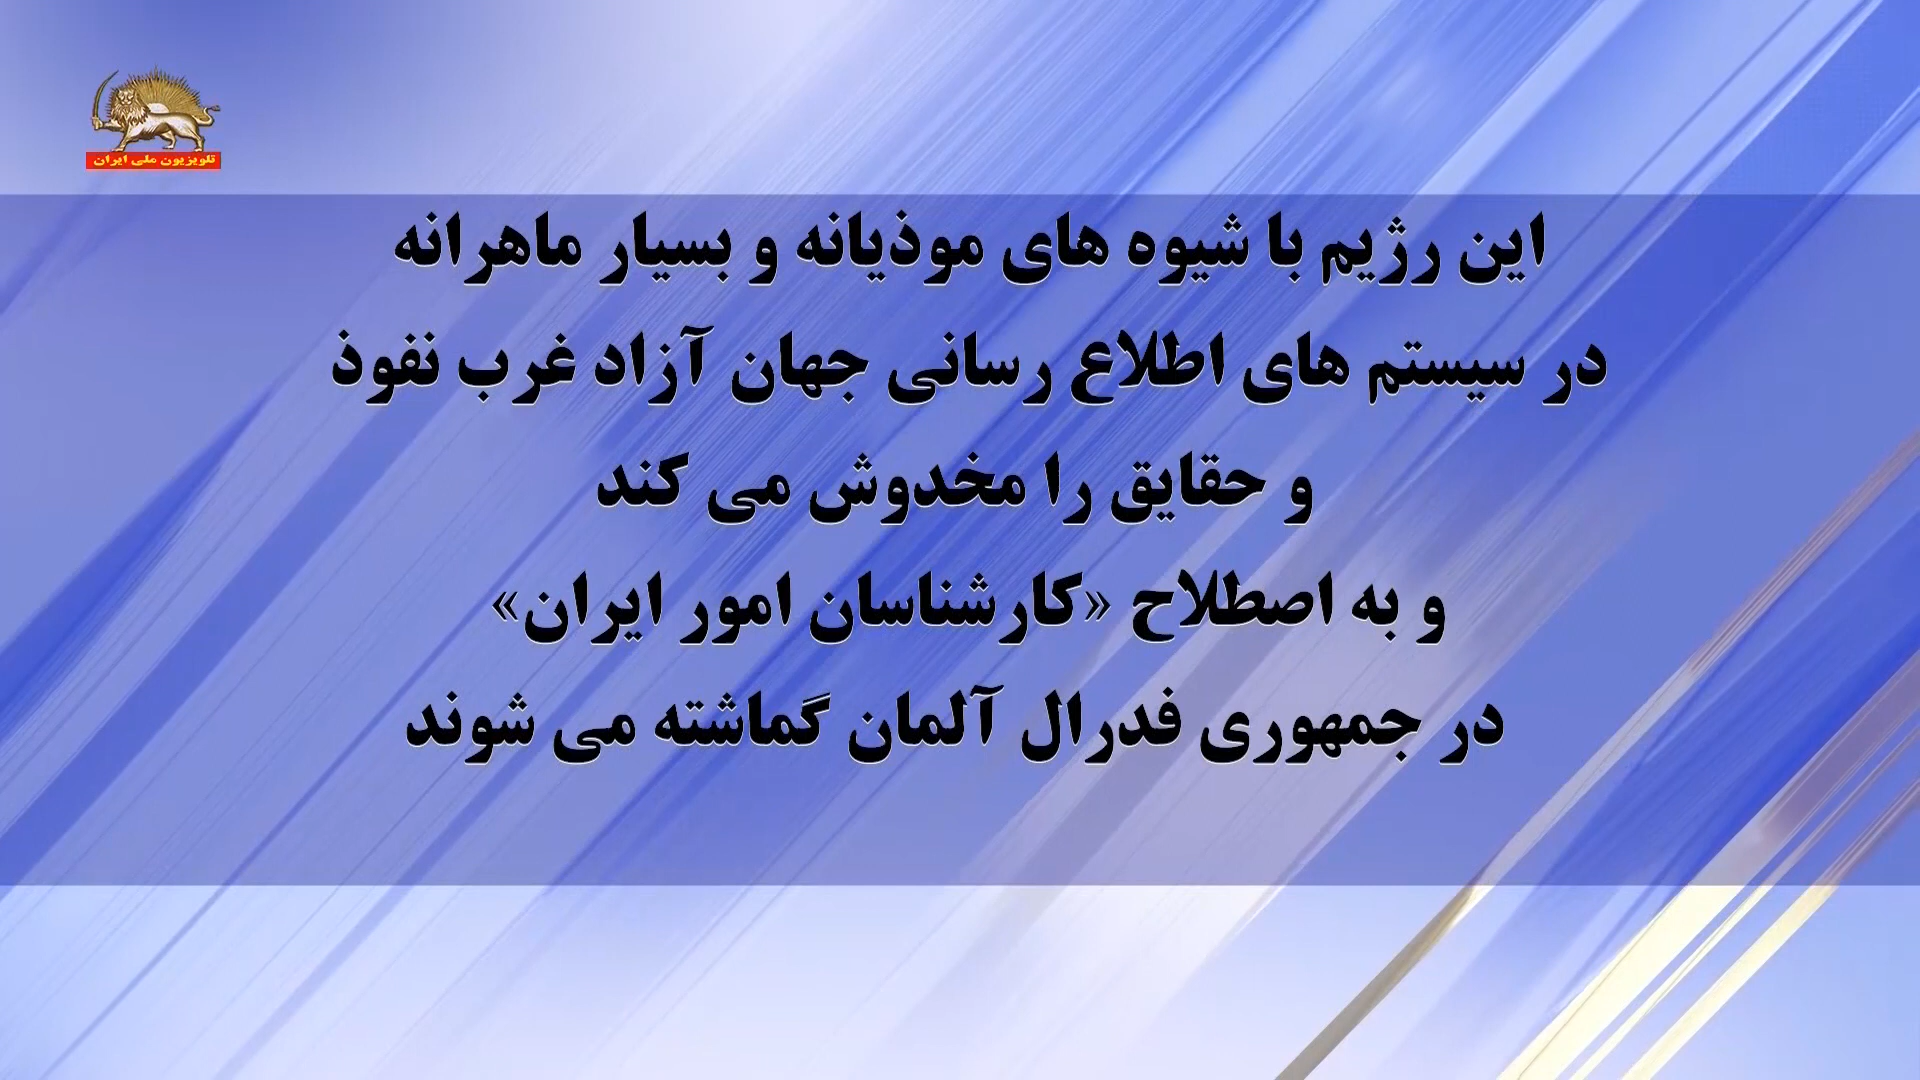 تلویزیون ملی ایران
این رژیم با شیوه های موذیانه و بسیار ماهرانه
در سیستم های اطلاع رسانی جهان آزاد غرب نفوذ
و حقایق را مخدوش می کند
و به اصطلاح «کارشناسان امور ایران»
در جمهوری فدرال آلمان گماشته می شوند